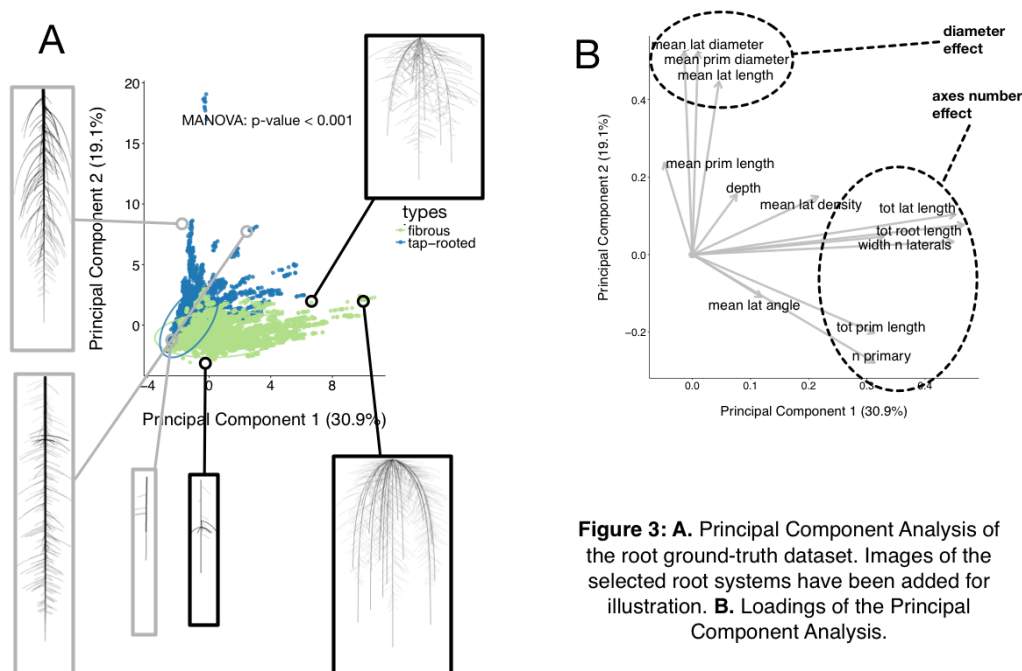 A
20
15
10
5
0
−4
0
4
8
Principal Component 2 (19.1%)
Principal Component 1 (30.9%)
MANOVA: p-value < 0.001
types
fibrous
tap−rooted
B
0.4
0.2
0.0
−0.2
0.0
0.1
0.2
0.3
0.4
Principal Component 2 (19.1%)
Principal Component 1 (30.9%)
mean lat diameter
mean prim diameter
mean lat length
mean prim length
depth
mean lat density
tot lat length
tot root length
width n laterals
mean lat angle
tot prim length
n primary
diameter
effect
axes number
effect
Figure 3: A. Principal Component Analysis of
the root ground-truth dataset. Images of the
selected root systems have been added for
illustration. B. Loadings of the Principal
Component Analysis.